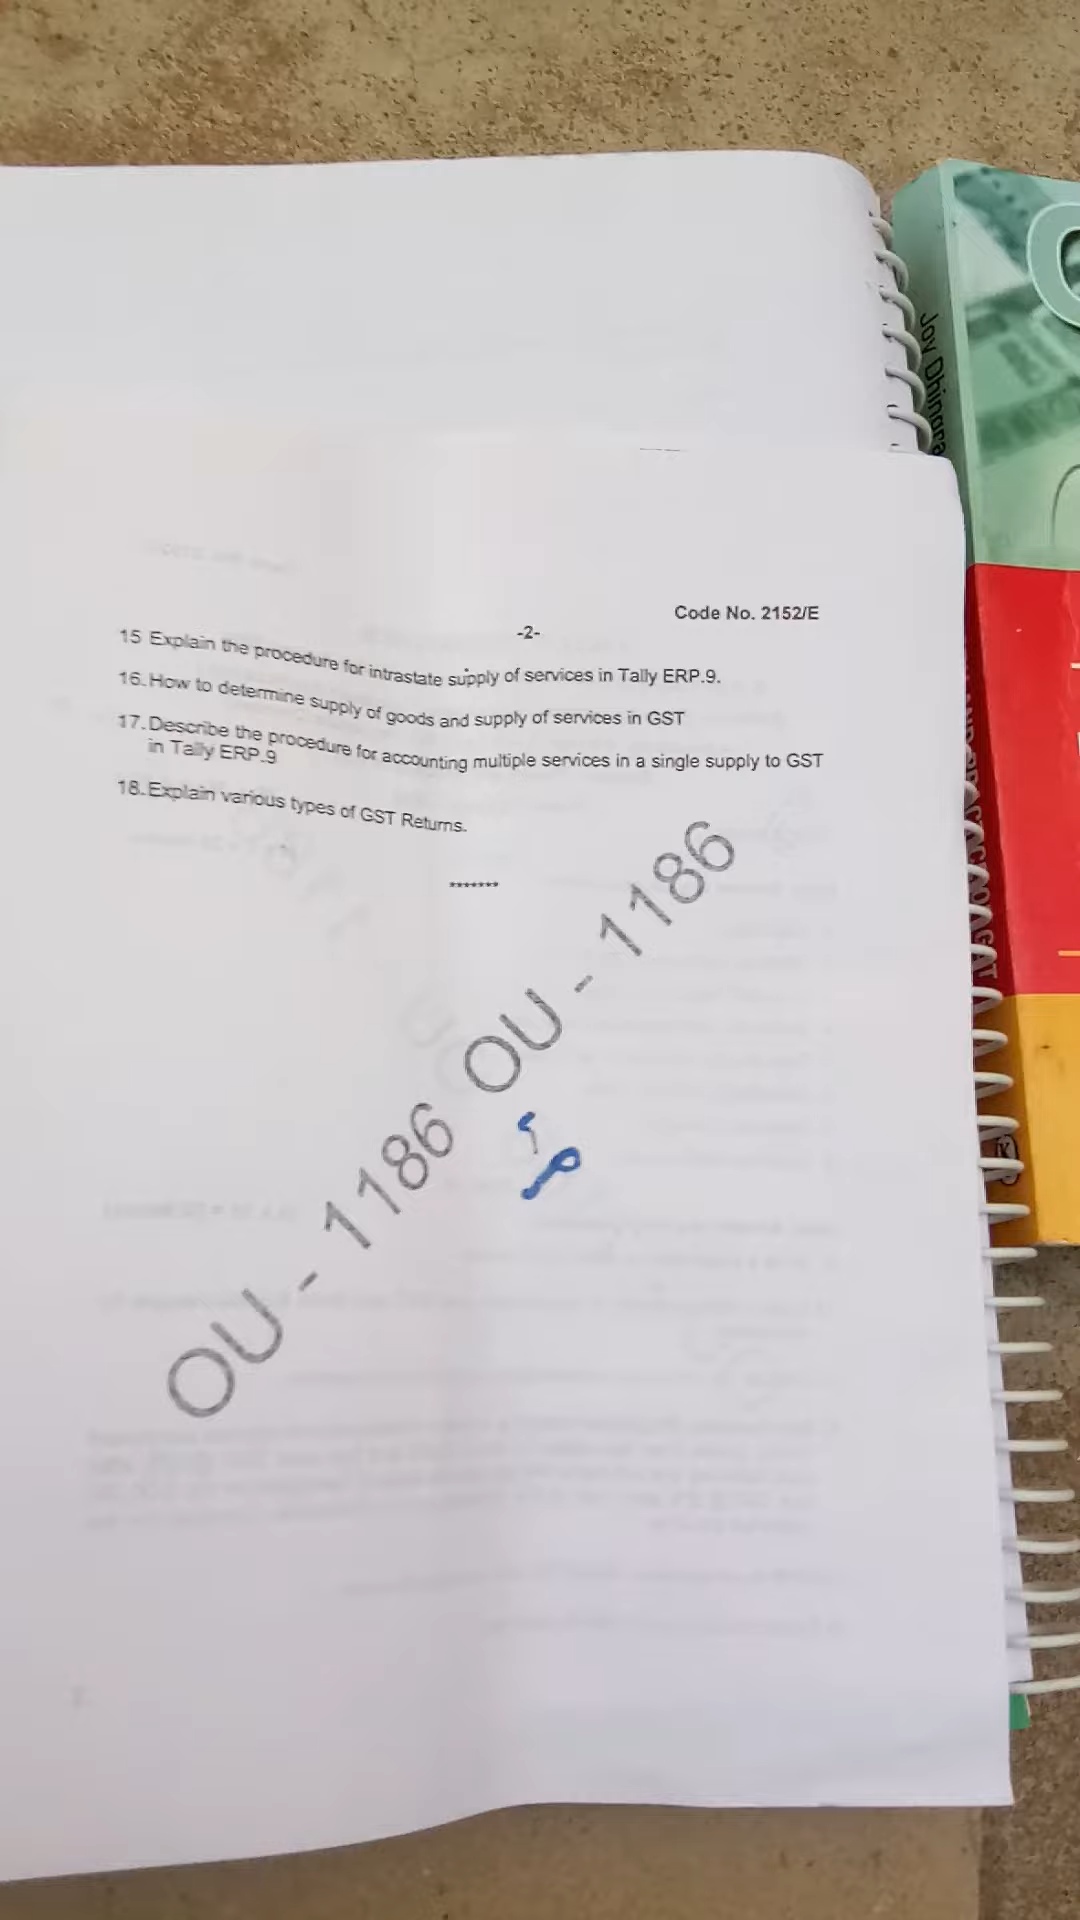 Code No. 2152/E
-2-
15 Explain the procedure for intrastate supply of services in Tally ERP.9.
16. How to determine supply of goods and supply of services in GST
17. Describe the procedure for accounting multiple services in a single supply to GST
in Tally ERP.9
18. Explain various types of GST Returns.
*******
OU - 1186 OU - 1186
Joy Dhingra